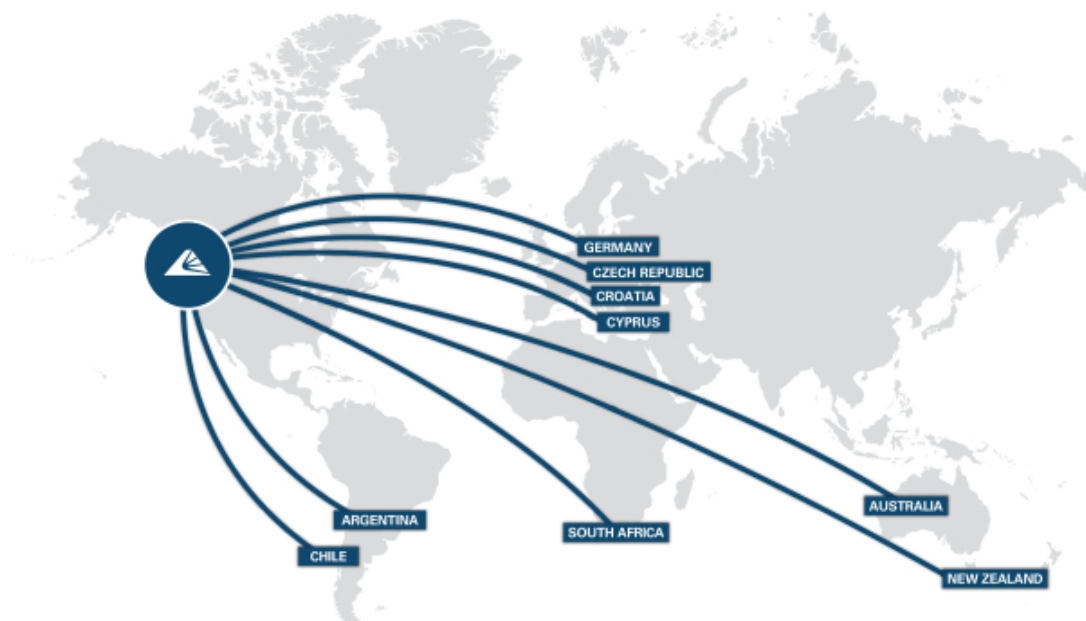 GERMANY
CZECH REPUBLIC
CROATIA
CYPRUS
AUSTRALIA
ARGENTINA
SOUTH AFRICA
CHILE
NEW ZEALAND